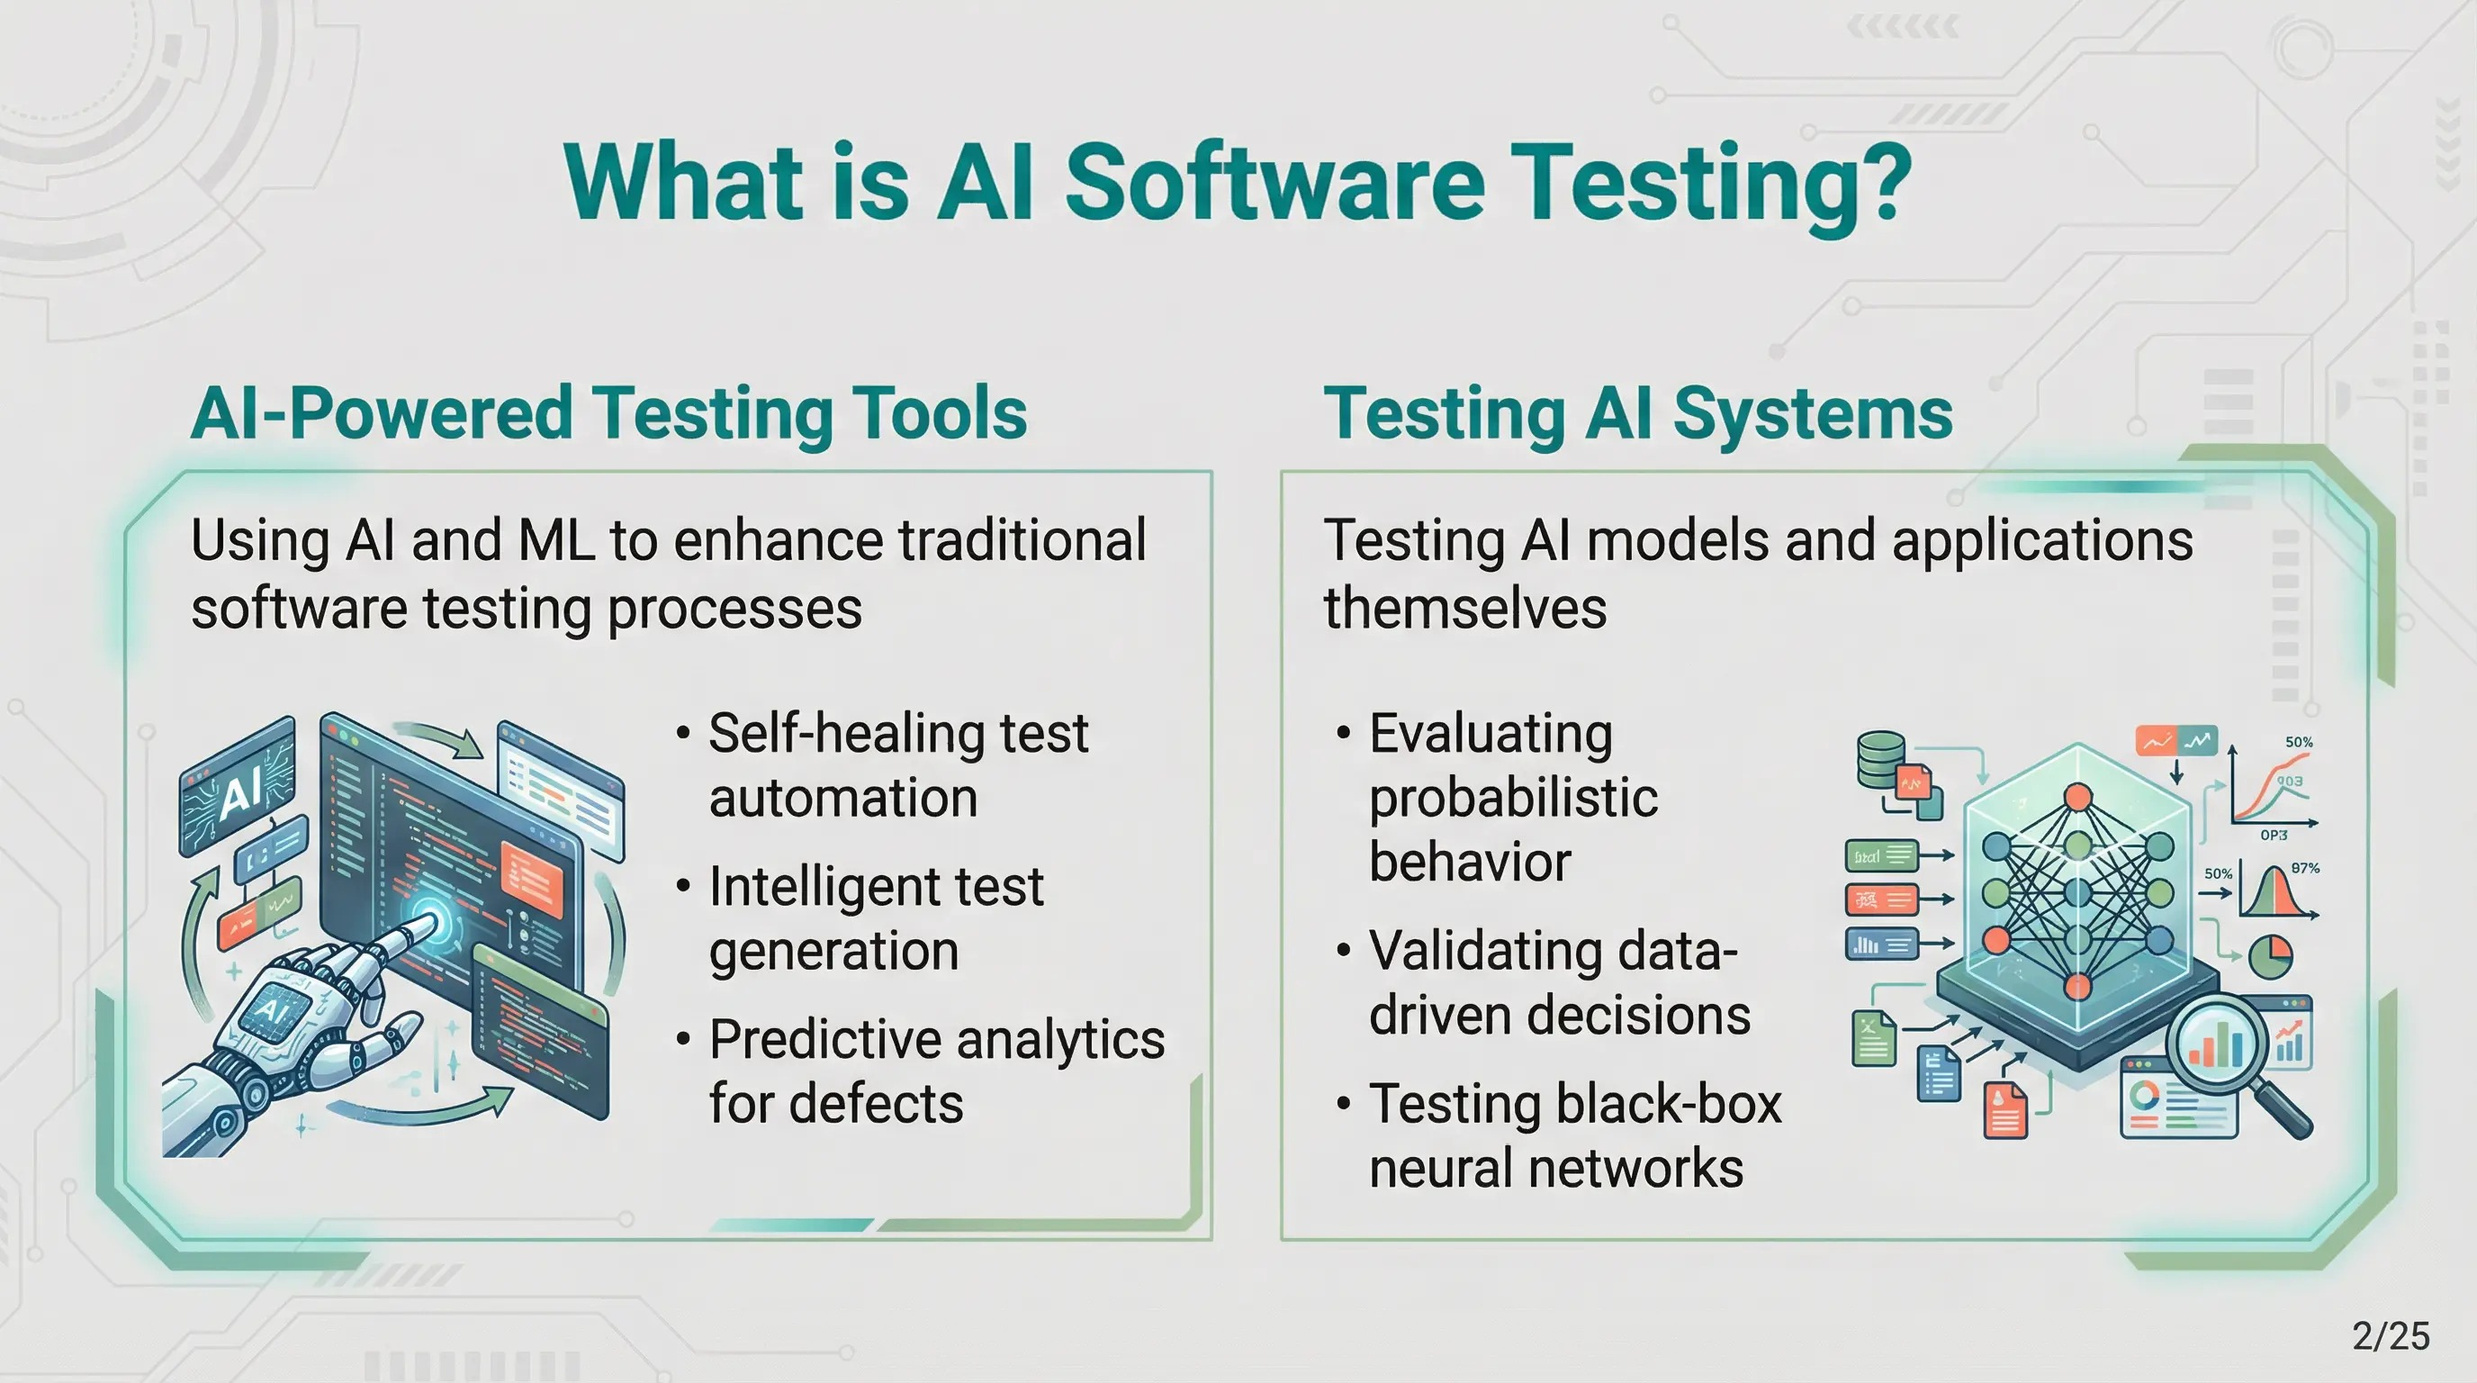 What is AI Software Testing?
AI-Powered Testing Tools
Using AI and ML to enhance traditional
software testing processes
AI
AI
• Self-healing test
automation
• Intelligent test
generation
• Predictive analytics
for defects
Testing AI Systems
Testing AI models and applications
themselves
• Evaluating
probabilistic
behavior
• Validating data-
driven decisions
• Testing black-box
neural networks
50%
50%
97%
2/25